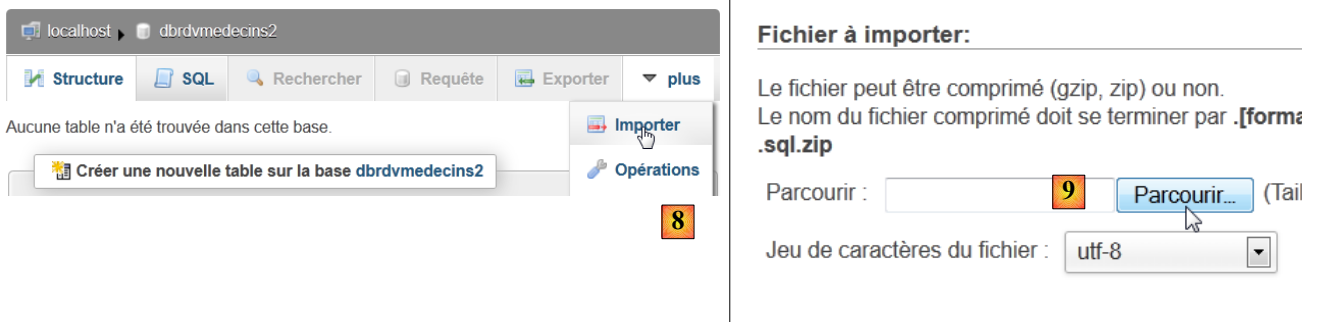 localhost dbrdvmedecins2
Structure SQL Rechercher Requête Exporter plus
Aucune table n'a été trouvée dans cette base.
Importer
Créer une nouvelle table sur la base dbrdvmedecins2
Opérations
8
Fichier à importer:
Le fichier peut être comprimé (gzip, zip) ou non.
Le nom du fichier comprimé doit se terminer par .[forma
.sql.zip
Parcourir : 9 Parcourir... (Tail
Jeu de caractères du fichier : utf-8